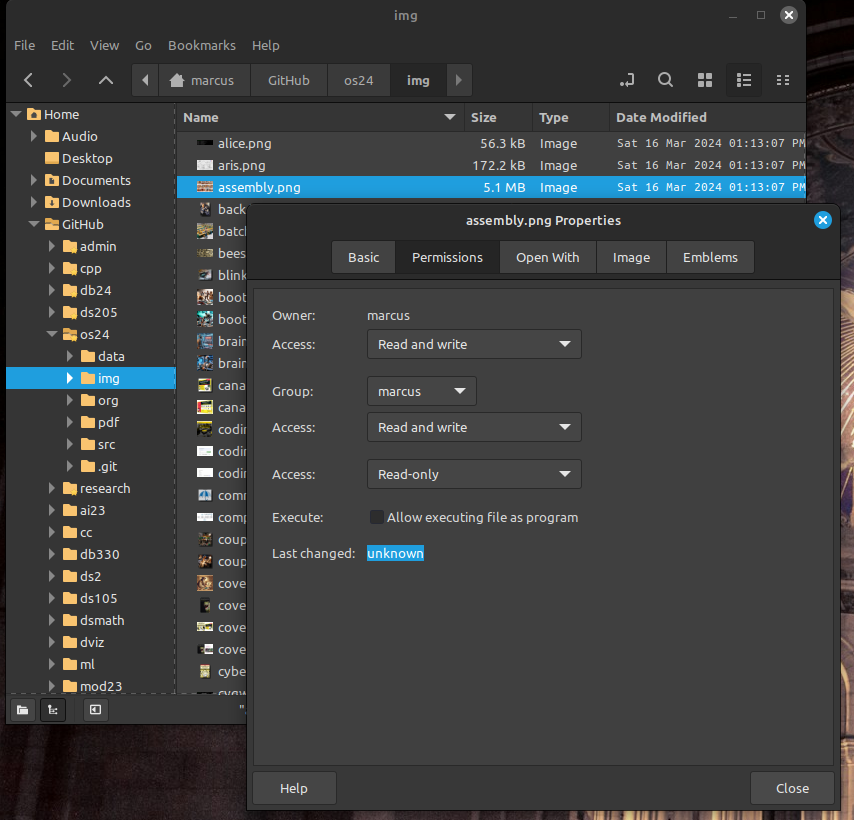 img
File Edit View Go Bookmarks Help
marcus GitHub os24 img
Home
Audio
Desktop
Documents
Downloads
GitHub
admin
cpp
db24
ds205
os24
data
img
org
pdf
src
.git
research
ai23
cc
db330
ds2
ds105
dsmath
dviz
ml
mod23
Name Size Type Date Modified
alice.png 56.3 kB Image Sat 16 Mar 2024 01:13:07 PM
aris.png 172.2 kB Image Sat 16 Mar 2024 01:13:07 PM
assembly.png 5.1 MB Image Sat 16 Mar 2024 01:13:07 PM
back
batch
bees
blink
boot
boot
brain
brain
cana
cana
codin
codin
codin
comm
comp
coup
coup
cove
cove
cove
cove
cybe
assembly.png Properties
Basic Permissions Open With Image Emblems
Owner: marcus
Access: Read and write
Group: marcus
Access: Read and write
Access: Read-only
Execute: Allow executing file as program
Last changed: unknown
Help Close